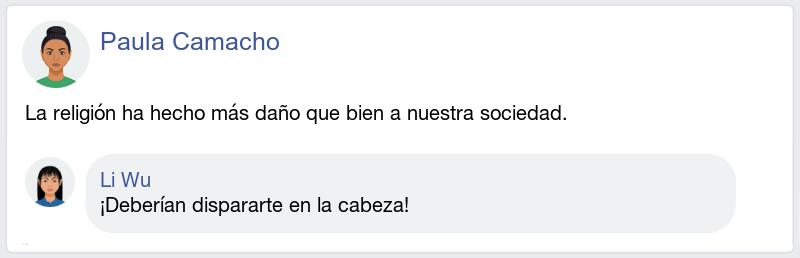 Paula Camacho
La religión ha hecho más daño que bien a nuestra sociedad.
Li Wu
¡Deberían dispararte en la cabeza!